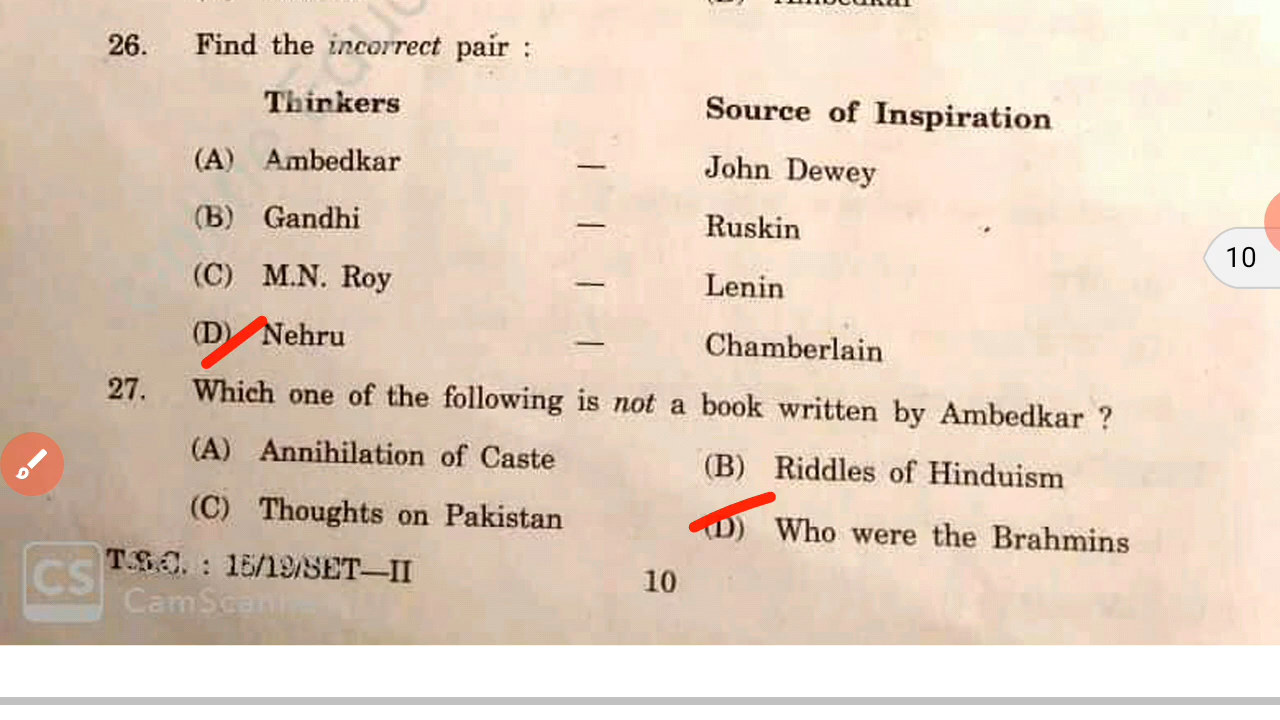 26. Find the incorrect pair :
Thinkers Source of Inspiration
(A) Ambedkar — John Dewey
(B) Gandhi — Ruskin
(C) M.N. Roy — Lenin
(D) Nehru — Chamberlain
10
27. Which one of the following is not a book written by Ambedkar ?
(A) Annihilation of Caste (B) Riddles of Hinduism
(C) Thoughts on Pakistan (D) Who were the Brahmins
T.S.C. : 15/19/SET—II 10
CS CamScanner